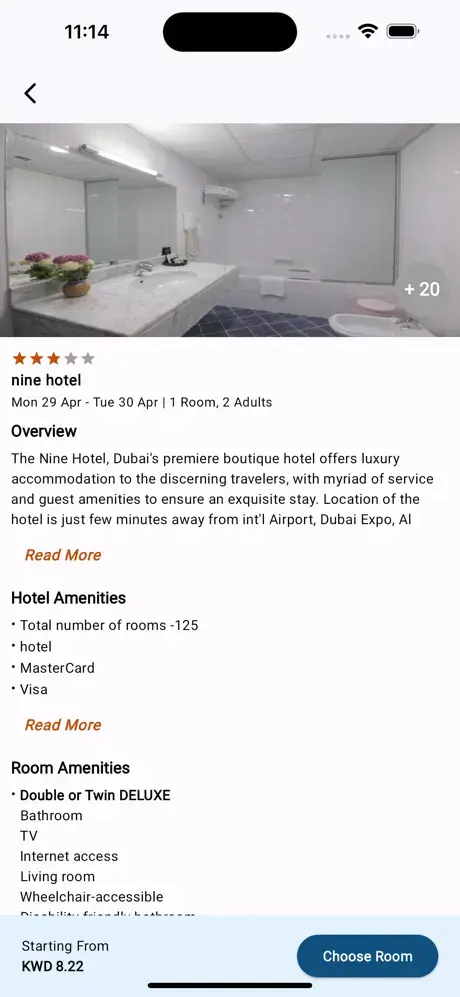 11:14
+ 20
nine hotel
Mon 29 Apr - Tue 30 Apr | 1 Room, 2 Adults
Overview
The Nine Hotel, Dubai's premiere boutique hotel offers luxury
accommodation to the discerning travelers, with myriad of service
and guest amenities to ensure an exquisite stay. Location of the
hotel is just few minutes away from int'l Airport, Dubai Expo, Al
Read More
Hotel Amenities
• Total number of rooms -125
• hotel
• MasterCard
• Visa
Read More
Room Amenities
• Double or Twin DELUXE
Bathroom
TV
Internet access
Living room
Wheelchair-accessible
Disability-friendly bathroom
Starting From
KWD 8.22
Choose Room